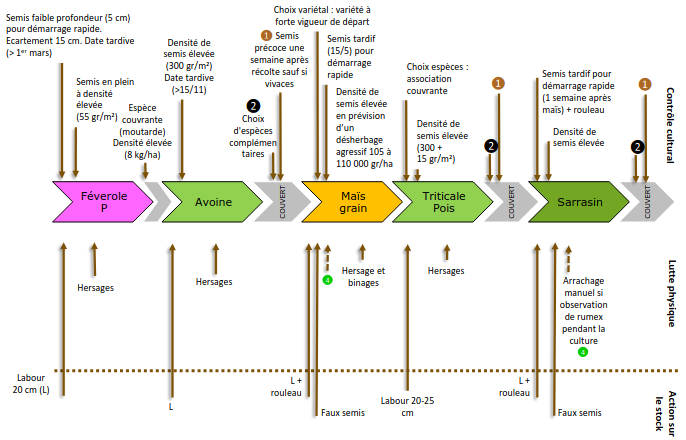 Semis faible profondeur (5 cm)
pour démarrage rapide.
Ecartement 15 cm. Date tardive
(> 1er mars)
Semis en plein
à densité
élevée
(55 gr/m²)
Espèce
couvrante
(moutarde)
Densité élevée
(8 kg/ha)
Densité de
semis élevée
(300 gr/m²)
Date tardive
(>15/11)
1 Semis
précoce une
semaine après
récolte sauf si
vivaces
2
Choix
d'espèces
complémen
taires
Choix variétal : variété à
forte vigueur de départ
Semis tardif
(15/5) pour
démarrage
rapide
Densité de
semis élevée
en prévision
d'un
désherbage
agressif 105 à
110 000 gr/ha
Choix espèces :
association
couvrante
Densité de
semis élevée
(300 +
15 gr/m²)
1
2
Semis tardif pour
démarrage rapide
(1 semaine après
maïs) + rouleau
Densité de
semis élevée
1
2
Contrôle cultural
Féverole
P
Avoine
COUVERT
Maïs
grain
Triticale
Pois
COUVERT
Sarrasin
COUVERT
Hersages
Hersages
4
Hersage et
binages
Hersages
Arrachage
manuel si
observation
de rumex
pendant la
culture
4
Lutte physique
Labour
20 cm (L)
L
L +
rouleau
Faux semis
Labour 20-25
cm
L +
rouleau
Faux semis
Action sur
le stock